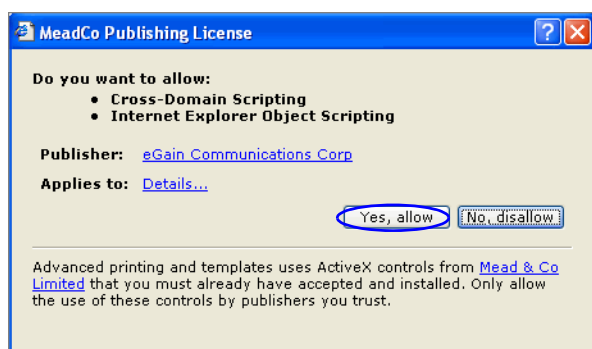 MeadCo Publishing License
Do you want to allow:
• Cross-Domain Scripting
• Internet Explorer Object Scripting
Publisher: eGain Communications Corp
Applies to: Details...
Yes, allow No, disallow
Advanced printing and templates uses ActiveX controls from Mead & Co
Limited that you must already have accepted and installed. Only allow
the use of these controls by publishers you trust.